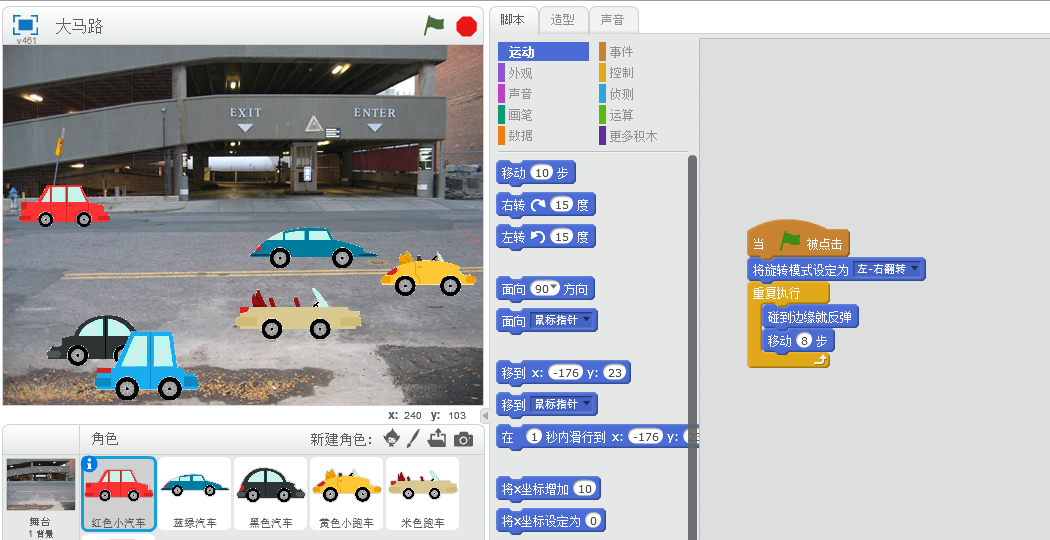 v461
大马路
EXIT
ENTER
x: 240 y: 103
角色
新建角色:
舞台
1 背景
红色小汽车
蓝绿汽车
黑色汽车
黄色小跑车
米色跑车
脚本
造型
声音
运动
事件
外观
控制
声音
侦测
画笔
运算
数据
更多积木
移动 10 步
右转 15 度
左转 15 度
面向 90 方向
面向 鼠标指针
移到 x: -176 y: 23
移到 鼠标指针
在 1 秒内滑行到 x: -176 y:
将x坐标增加 10
将x坐标设定为 0
当 被点击
将旋转模式设定为 左-右翻转
重复执行
碰到边缘就反弹
移动 8 步